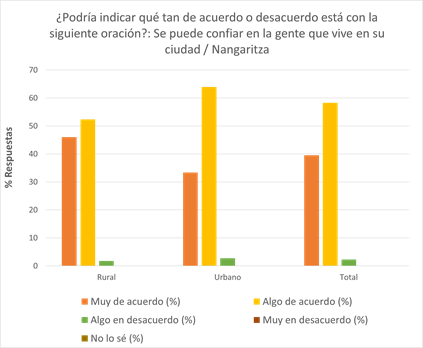 ¿Podría indicar qué tan de acuerdo o desacuerdo está con la
siguiente oración?: Se puede confiar en la gente que vive en su
ciudad / Nangaritza
% Respuestas
70
60
50
40
30
20
10
0
Rural Urbano Total
Muy de acuerdo (%) Algo de acuerdo (%)
Algo en desacuerdo (%) Muy en desacuerdo (%)
No lo sé (%)